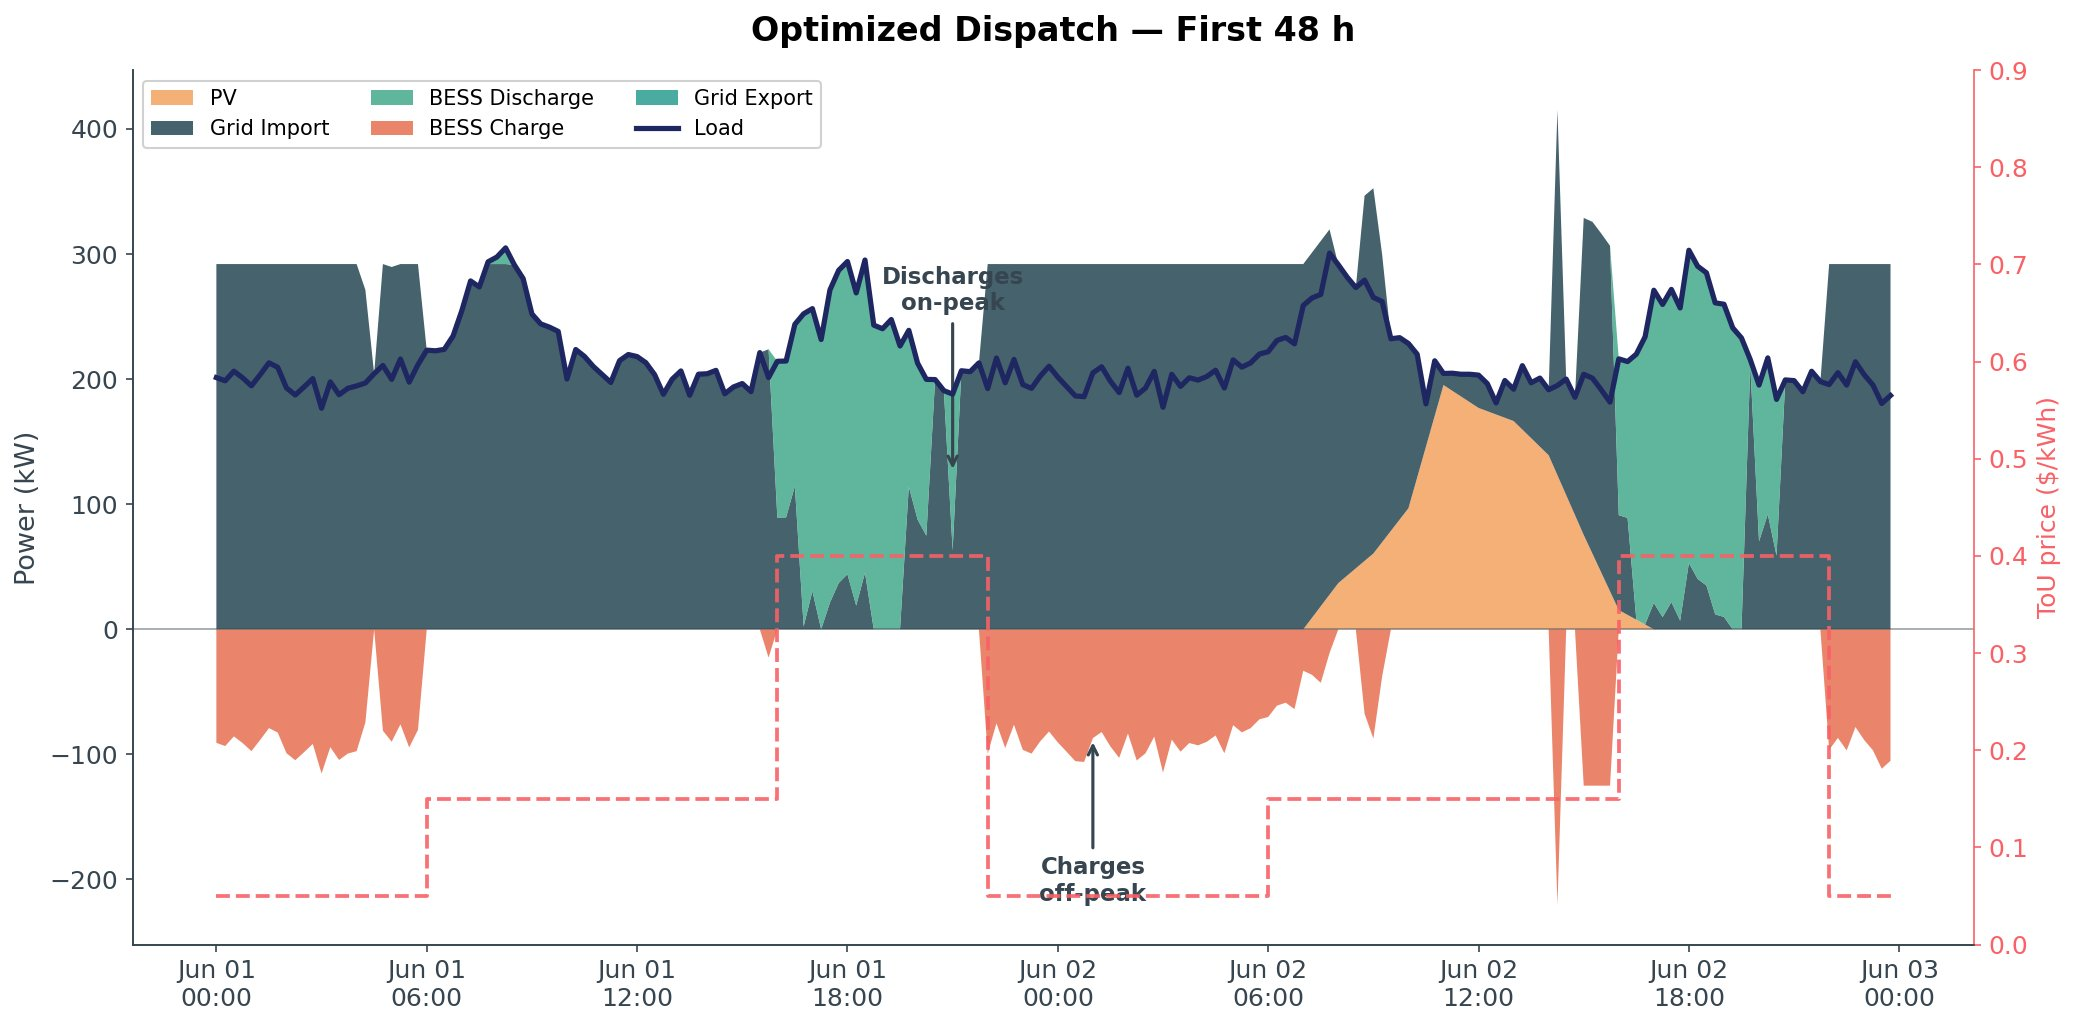 Optimized Dispatch — First 48 h
PV
Grid Import
BESS Discharge
BESS Charge
Grid Export
Load
Power (kW)
400
300
200
100
0
−100
−200
Discharges
on-peak
Charges
off-peak
0.9
0.8
0.7
0.6
0.5
0.4
0.3
0.2
0.1
0.0
ToU price ($/kWh)
Jun 01
00:00
Jun 01
06:00
Jun 01
12:00
Jun 01
18:00
Jun 02
00:00
Jun 02
06:00
Jun 02
12:00
Jun 02
18:00
Jun 03
00:00